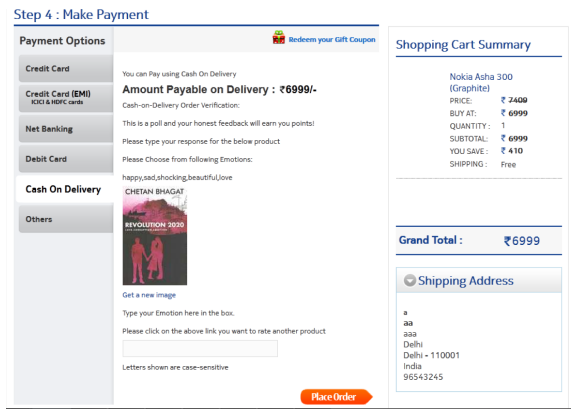 Step 4 : Make Payment
Payment Options
Credit Card
Credit Card (EMI)
ICICI & HDFC cards
Net Banking
Debit Card
Cash On Delivery
Others
Redeem your Gift Coupon
You can Pay using Cash On Delivery
Amount Payable on Delivery : ₹6999/-
Cash-on-Delivery Order Verification:
This is a poll and your honest feedback will earn you points!
Please type your response for the below product
Please Choose from following Emotions:
happy,sad,shocking,beautiful,love
CHETAN BHAGAT
REVOLUTION 2020
Get a new image
Type your Emotion here in the box.
Please click on the above link you want to rate another product
Letters shown are case-sensitive
Place Order
Shopping Cart Summary
Nokia Asha 300
(Graphite)
PRICE: ₹ 7409
BUY AT: ₹ 6999
QUANTITY : 1
SUBTOTAL: ₹ 6999
YOU SAVE : ₹ 410
SHIPPING : Free
Grand Total : ₹6999
Shipping Address
a
aa
aaa
Delhi
Delhi - 110001
India
96543245